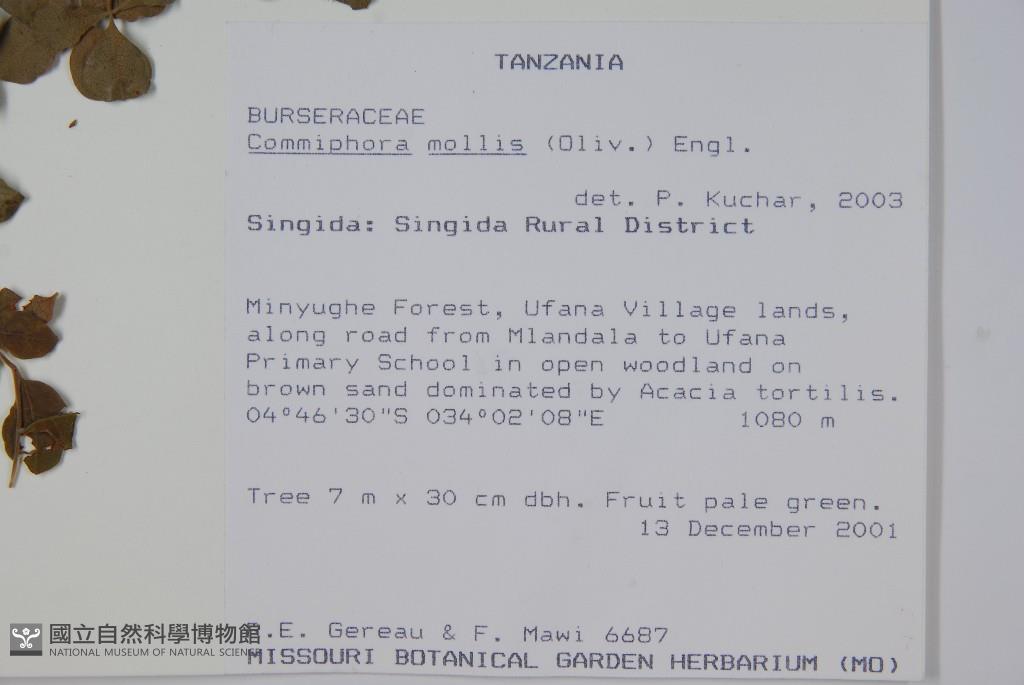 TANZANIA
BURSERACEAE
Commiphora mollis (Oliv.) Engl.
det. P. Kuchar, 2003
Singida: Singida Rural District
Minyughe Forest, Ufana Village lands,
along road from Mlandala to Ufana
Primary School in open woodland on
brown sand dominated by Acacia tortilis.
04°46'30"S 034°02'08"E 1080 m
Tree 7 m x 30 cm dbh. Fruit pale green.
13 December 2001
.E. Gereau & F. Mawi 6687
MISSOURI BOTANICAL GARDEN HERBARIUM (MO)
國立自然科學博物館
NATIONAL MUSEUM OF NATURAL SCIENCE